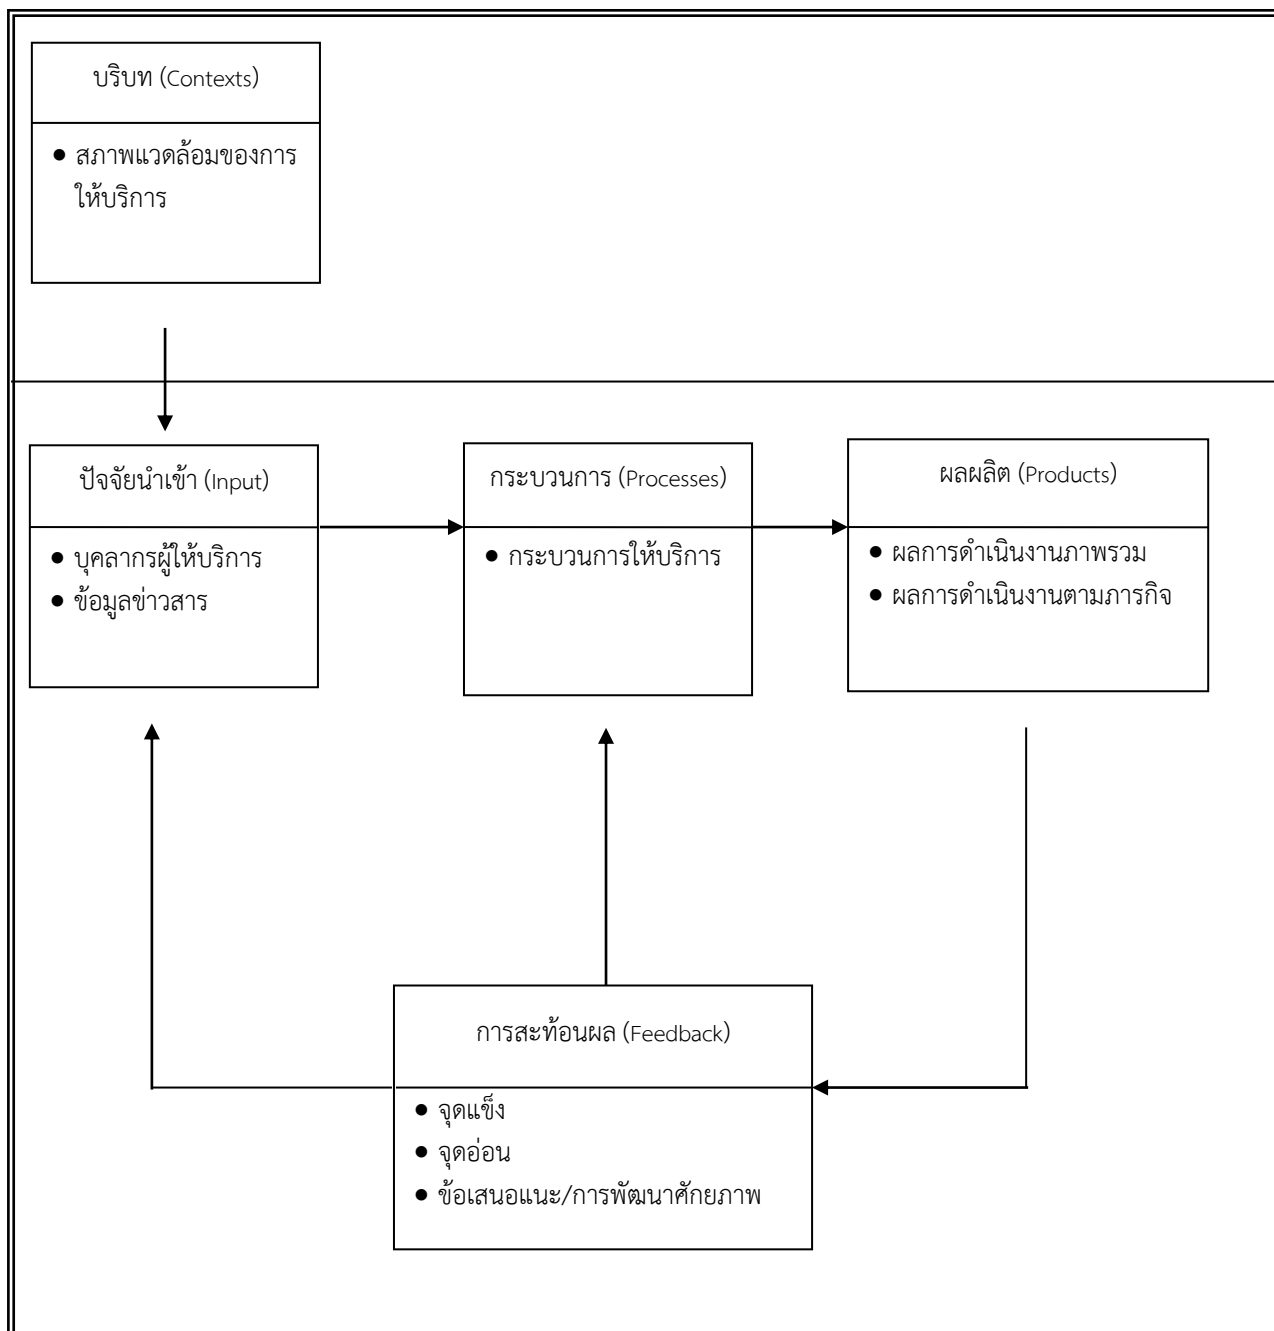 บริบท (Contexts)
● สภาพแวดล้อมของการ
ให้บริการ
ปัจจัยนำเข้า (Input)
● บุคลากรผู้ให้บริการ
● ข้อมูลข่าวสาร
กระบวนการ (Processes)
● กระบวนการให้บริการ
ผลผลิต (Products)
● ผลการดำเนินงานภาพรวม
● ผลการดำเนินงานตามภารกิจ
การสะท้อนผล (Feedback)
● จุดแข็ง
● จุดอ่อน
● ข้อเสนอแนะ/การพัฒนาศักยภาพ